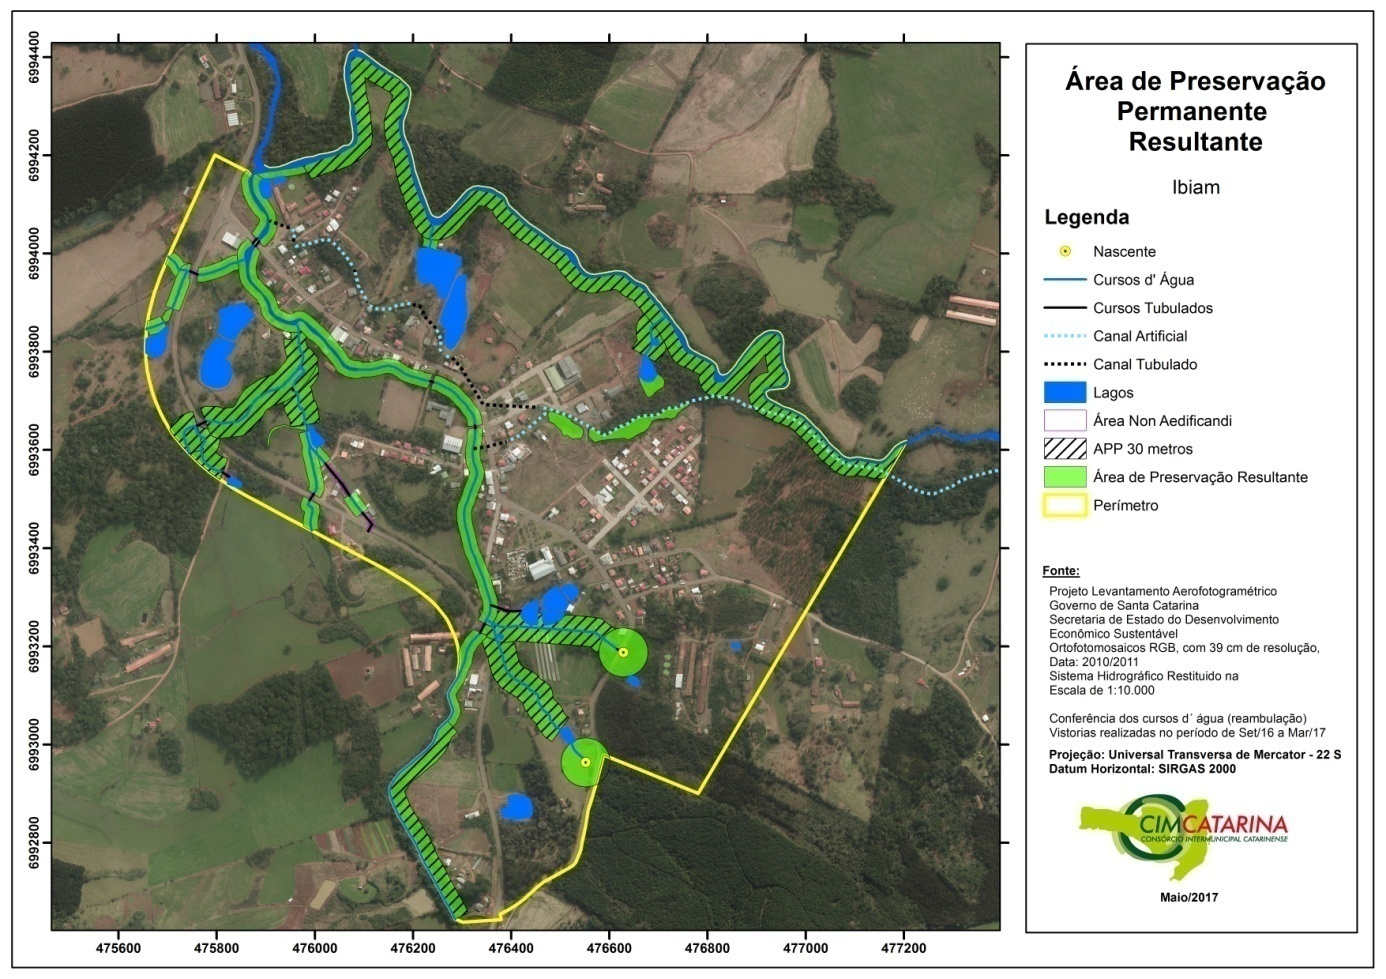 Área de Preservação
Permanente
Resultante
Ibiam
Legenda
Nascente
Cursos d' Água
Cursos Tubulados
Canal Artificial
Canal Tubulado
Lagos
Área Non Aedificandi
APP 30 metros
Área de Preservação Resultante
Perímetro
Fonte:
Projeto Levantamento Aerofotogramétrico
Governo de Santa Catarina
Secretaria de Estado do Desenvolvimento
Econômico Sustentável
Ortofotomosaicos RGB, com 39 cm de resolução,
Data: 2010/2011
Sistema Hidrográfico Restituido na
Escala de 1:10.000
Conferência dos cursos d´ água (reambulação)
Vistorias realizadas no período de Set/16 a Mar/17
Projeção: Universal Transversa de Mercator - 22 S
Datum Horizontal: SIRGAS 2000
CIMCATARINA
CONSÓRCIO INTERMUNICIPAL CATARINENSE
Maio/2017
6994400
6994200
6994000
6993800
6993600
6993400
6993200
6993000
6992800
475600 475800 476000 476200 476400 476600 476800 477000 477200